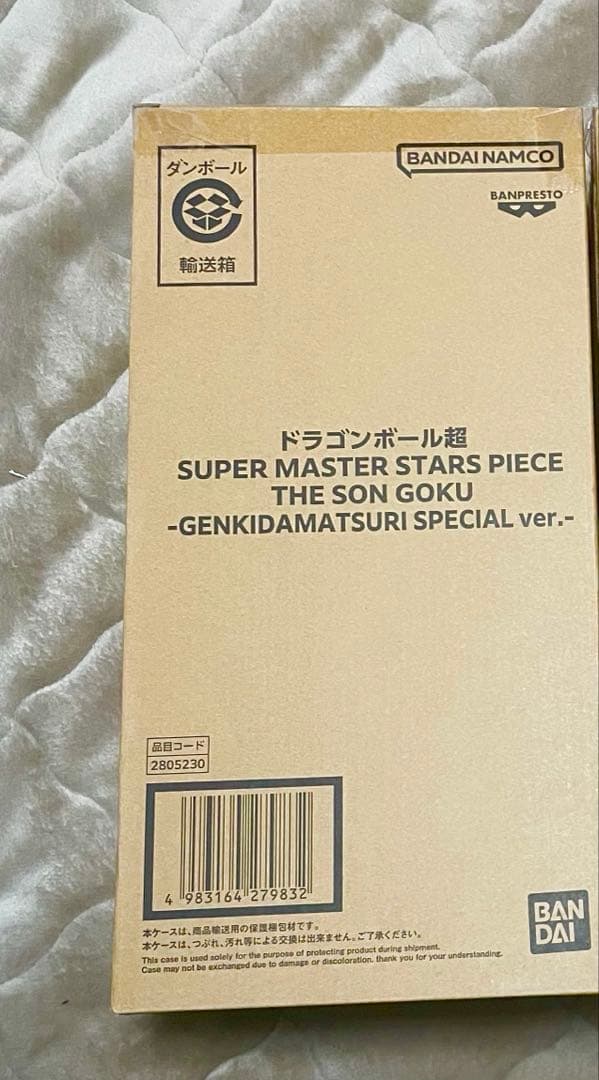 ダンボール
輸送箱
BANDAI NAMCO
BANPRESTO
ドラゴンボール超
SUPER MASTER STARS PIECE
THE SON GOKU
-GENKIDAMATSURI SPECIAL ver.-
品目コード
2805230
4 983164 279832
本ケースは、商品輸送用の保護梱包材です。
本ケースは、つぶれ、汚れ等による交換は出来ません。ご了承ください。
This case is used solely for the purpose of protecting product during shipment.
Case may not be exchanged due to damage or discoloration. thank you for your understanding.
BAN
DAI